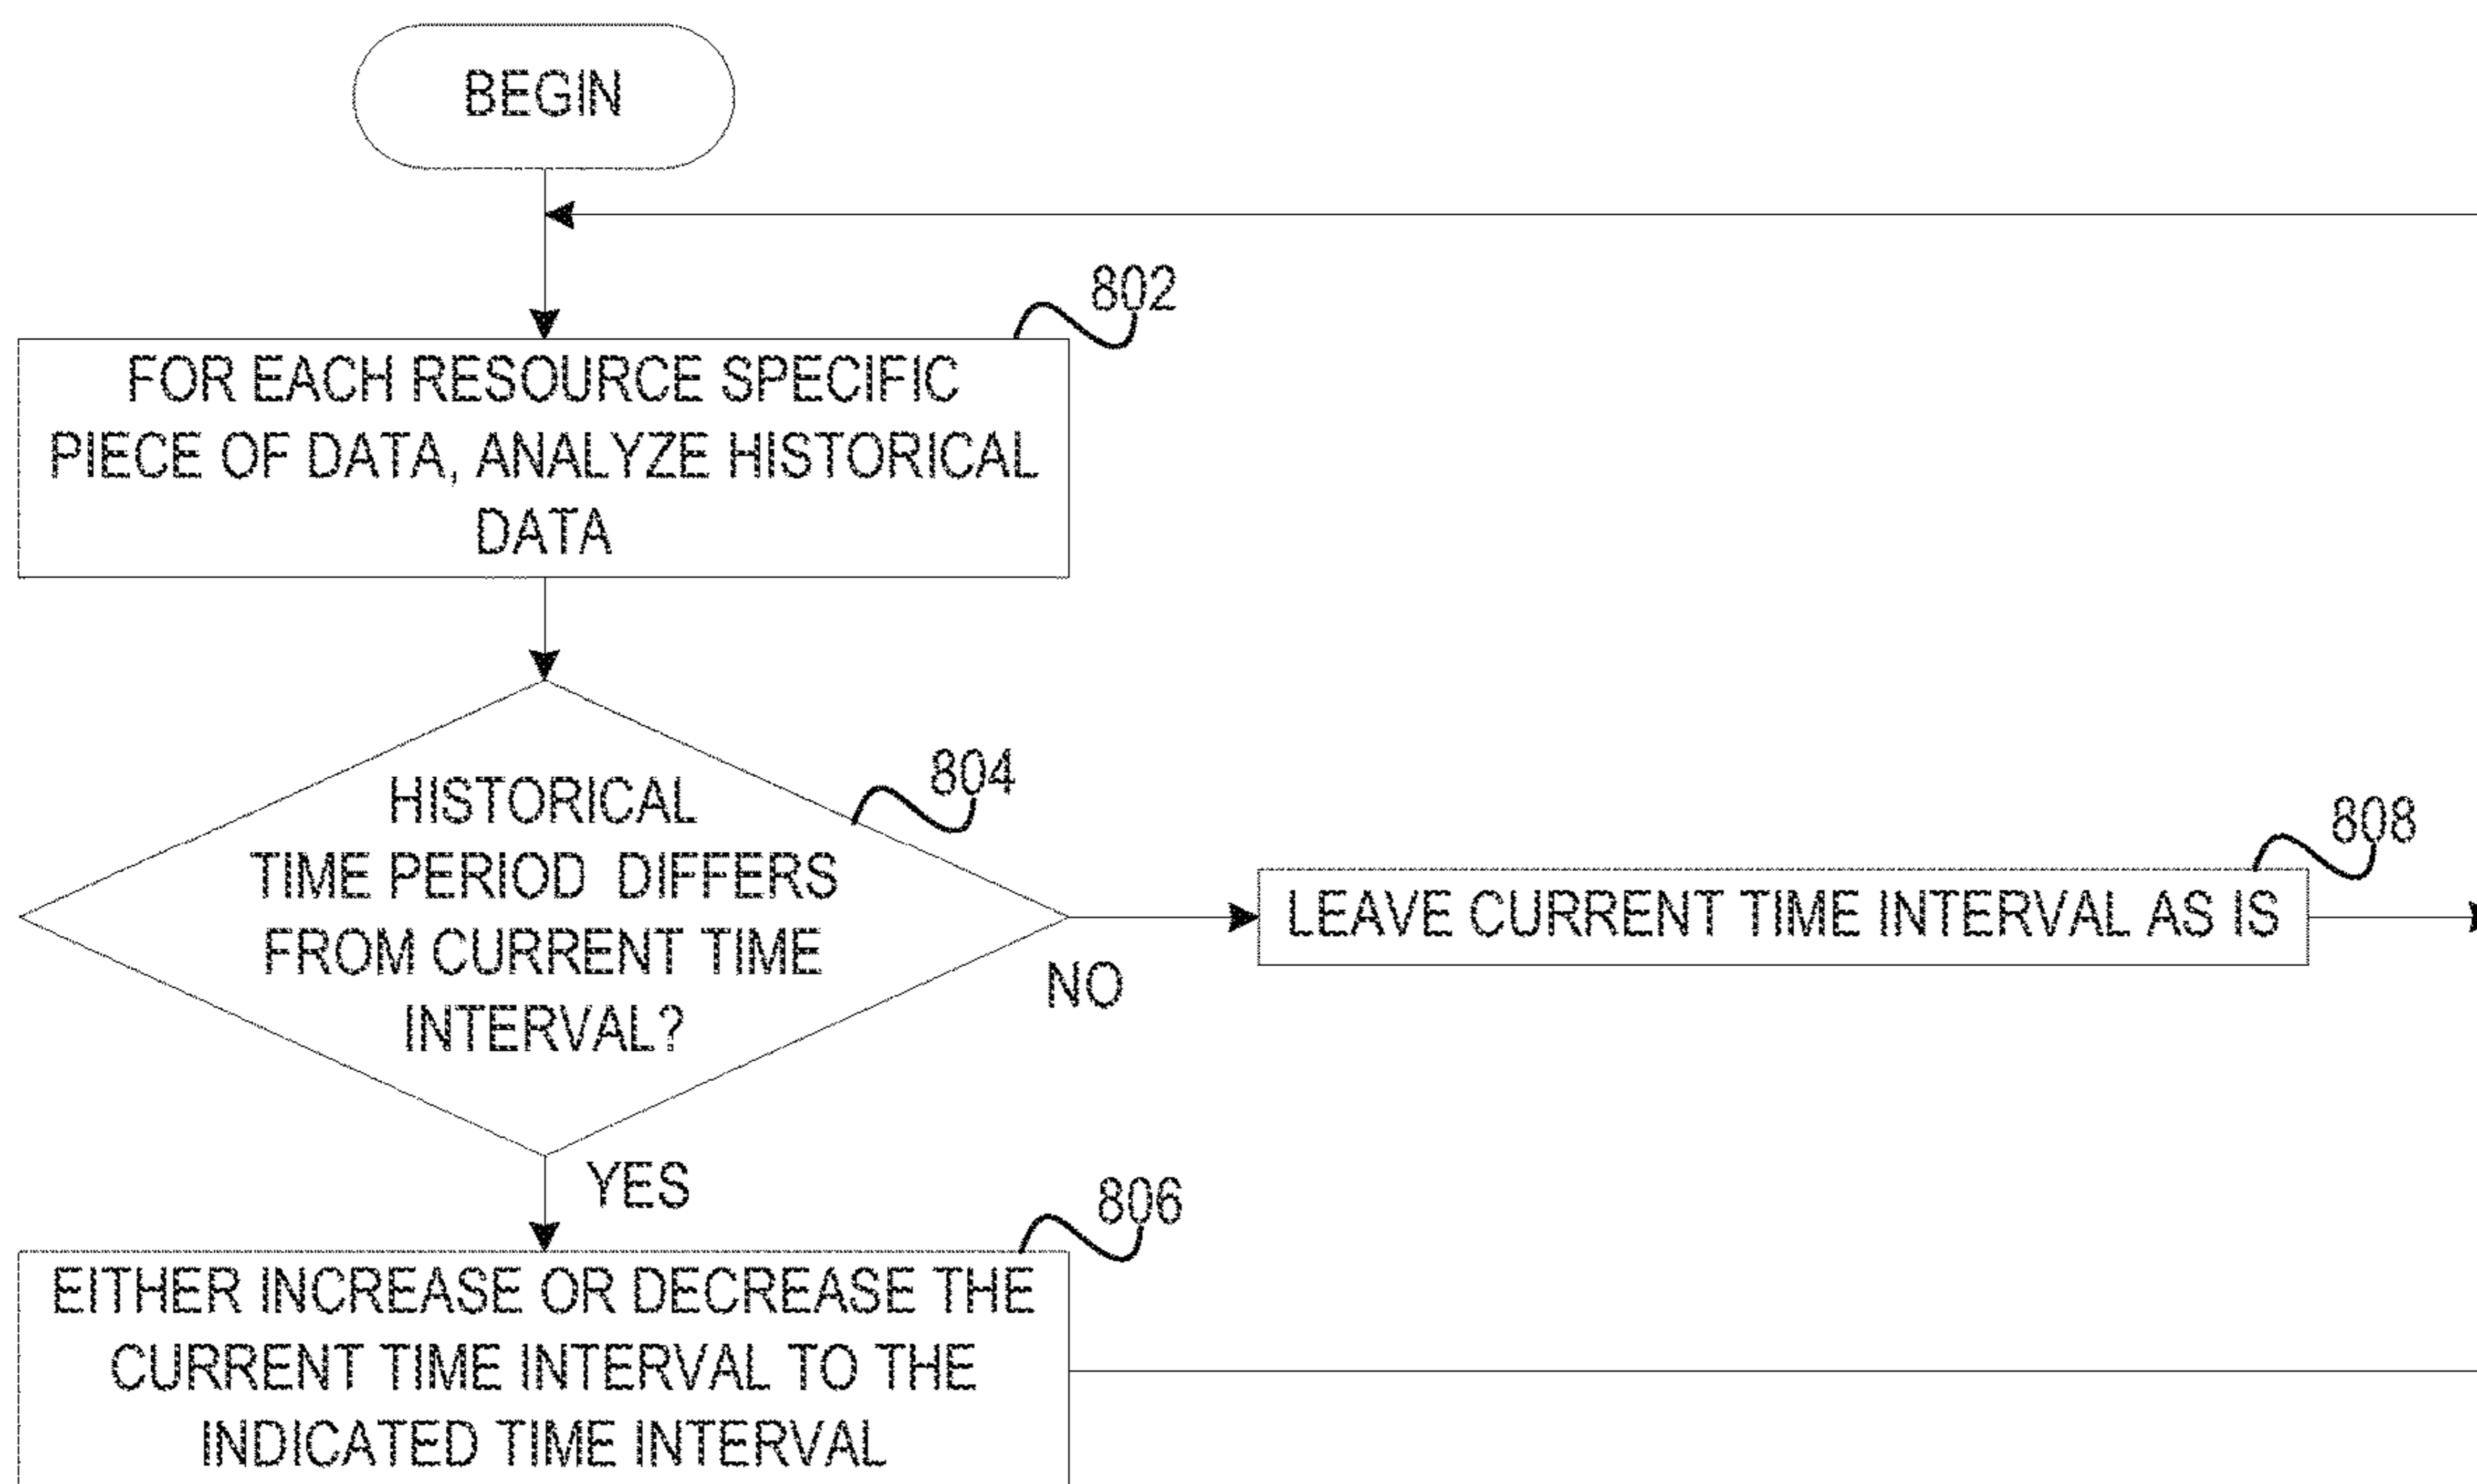 BEGIN
802
FOR EACH RESOURCE SPECIFIC
PIECE OF DATA, ANALYZE HISTORICAL
DATA
804
HISTORICAL
TIME PERIOD DIFFERS
FROM CURRENT TIME
INTERVAL?
NO
808
LEAVE CURRENT TIME INTERVAL AS IS
YES
806
EITHER INCREASE OR DECREASE THE
CURRENT TIME INTERVAL TO THE
INDICATED TIME INTERVAL